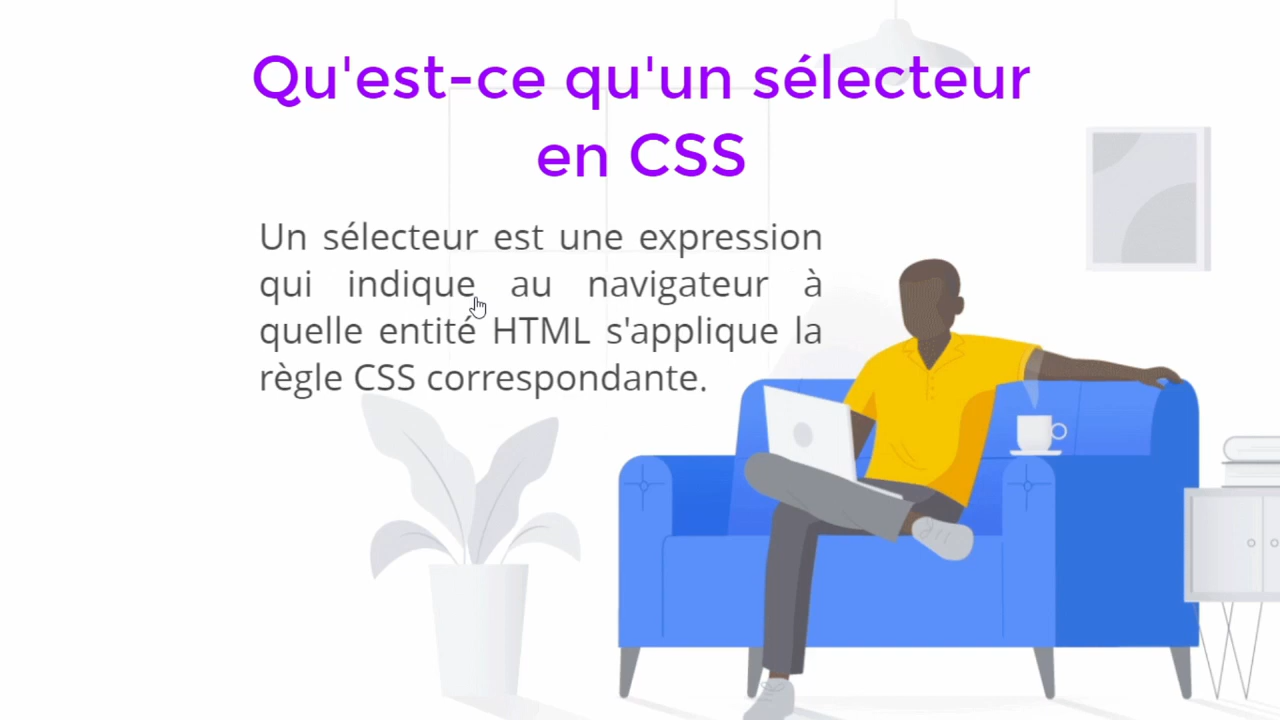 Qu'est-ce qu'un sélecteur
en CSS
Un sélecteur est une expression
qui indique au navigateur à
quelle entité HTML s'applique la
règle CSS correspondante.